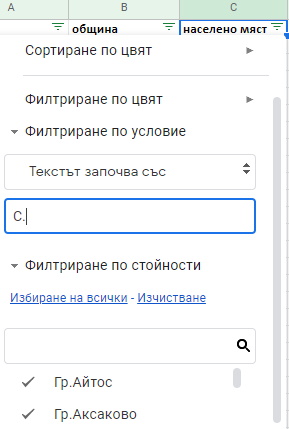 A B C
община населено мяст
Сортиране по цвят
Филтриране по цвят
Филтриране по условие
Текстът започва със
С.
Филтриране по стойности
Избиране на всички - Изчистване
Гр.Айтос
Гр.Аксаково